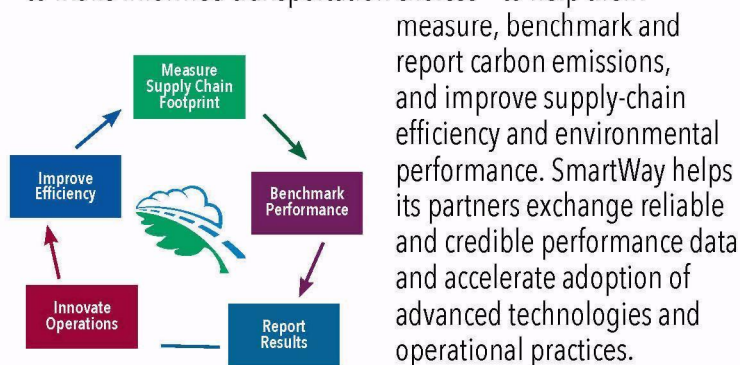 measure, benchmark and
report carbon emissions,
and improve supply-chain
efficiency and environmental
performance. SmartWay helps
its partners exchange reliable
and credible performance data
and accelerate adoption of
advanced technologies and
operational practices.
Measure
Supply Chain
Footprint
Benchmark
Performance
Report
Results
Innovate
Operations
Improve
Efficiency